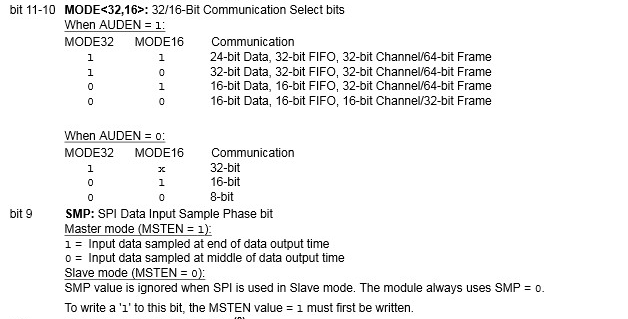 bit 11-10 MODE<32,16>: 32/16-Bit Communication Select bits
When AUDEN = 1:
MODE32 MODE16 Communication
1 1 24-bit Data, 32-bit FIFO, 32-bit Channel/64-bit Frame
1 0 32-bit Data, 32-bit FIFO, 32-bit Channel/64-bit Frame
0 1 16-bit Data, 16-bit FIFO, 32-bit Channel/64-bit Frame
0 0 16-bit Data, 16-bit FIFO, 16-bit Channel/32-bit Frame
When AUDEN = 0:
MODE32 MODE16 Communication
1 x 32-bit
0 1 16-bit
0 0 8-bit
bit 9 SMP: SPI Data Input Sample Phase bit
Master mode (MSTEN = 1):
1 = Input data sampled at end of data output time
0 = Input data sampled at middle of data output time
Slave mode (MSTEN = 0):
SMP value is ignored when SPI is used in Slave mode. The module always uses SMP = 0.
To write a '1' to this bit, the MSTEN value = 1 must first be written.